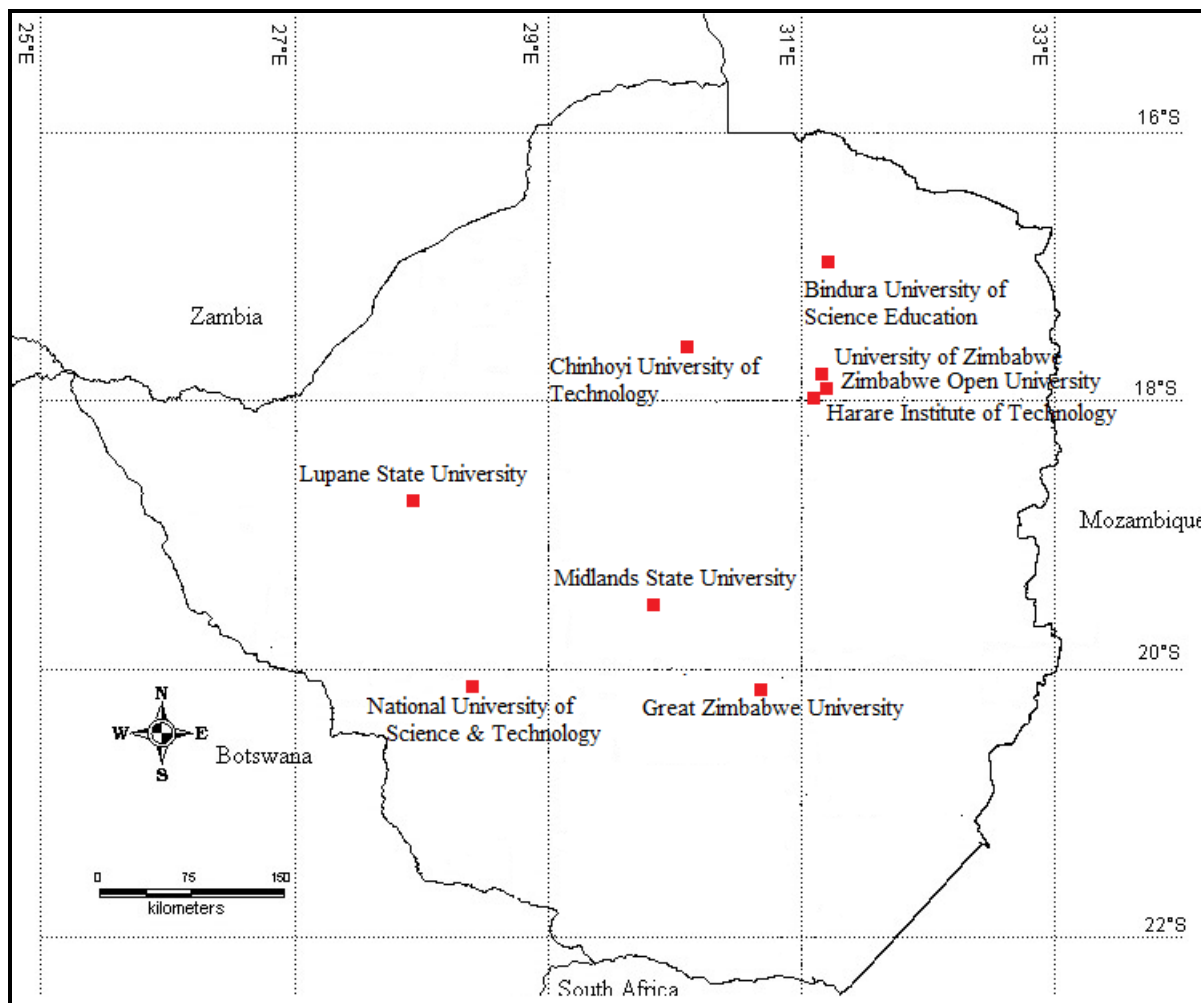 25°E
27°E
29°E
31°E
33°E
16°S
Bindura University of
Science Education
Zambia
University of Zimbabwe
Chinhoyi University of
Technology
Zimbabwe Open University
18°S
Harare Institute of Technology
Lupane State University
Mozambique
Midlands State University
20°S
National University of
Science & Technology
Great Zimbabwe University
N
W
E
S
Botswana
0 75 150
kilometers
22°S
South Africa